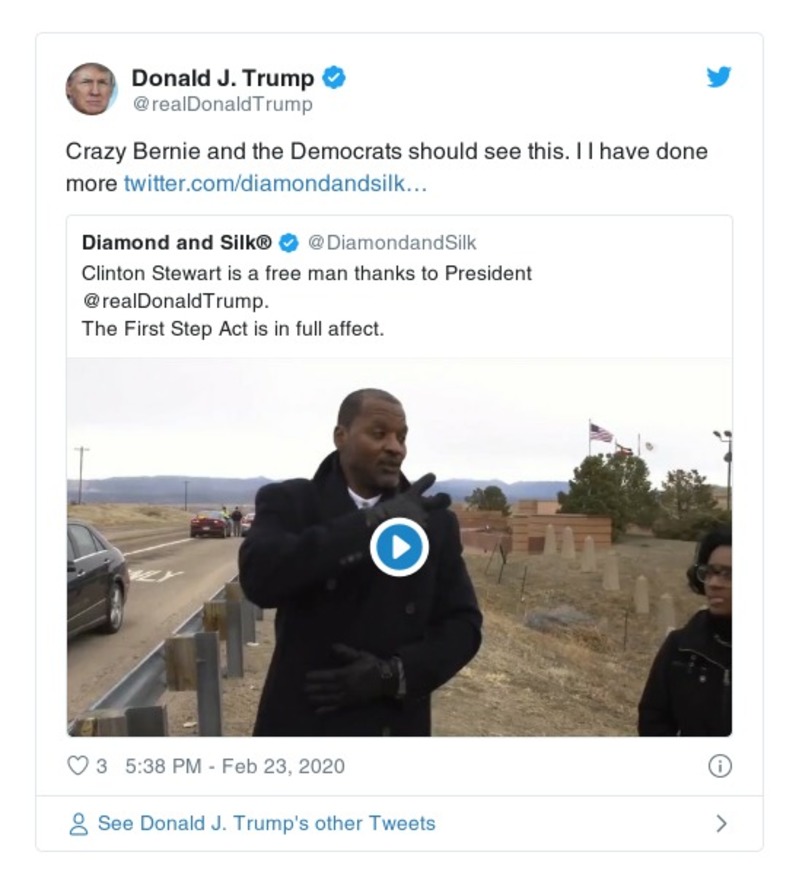 Donald J. Trump
@realDonaldTrump
Crazy Bernie and the Democrats should see this. I I have done
more twitter.com/diamondandsilk…
Diamond and Silk® @DiamondandSilk
Clinton Stewart is a free man thanks to President
@realDonaldTrump.
The First Step Act is in full affect.
NLY
3 5:38 PM - Feb 23, 2020
See Donald J. Trump's other Tweets